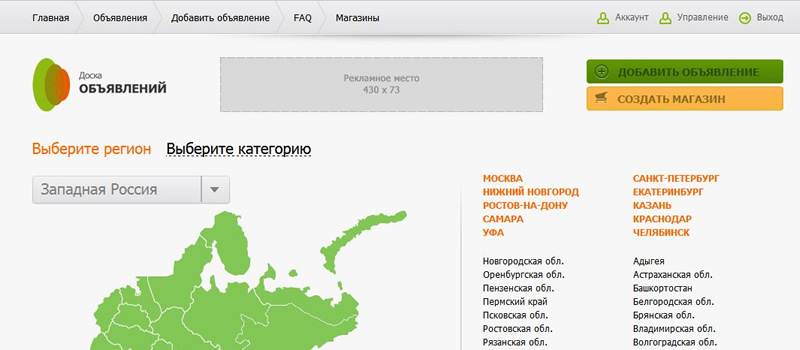 Главная Объявления Добавить объявление FAQ Магазины Аккаунт Управление Выход
Доска
ОБЪЯВЛЕНИЙ
Рекламное место
430 x 73
ДОБАВИТЬ ОБЪЯВЛЕНИЕ
СОЗДАТЬ МАГАЗИН
Выберите регион Выберите категорию
Западная Россия
МОСКВА
НИЖНИЙ НОВГОРОД
РОСТОВ-НА-ДОНУ
САМАРА
УФА
САНКТ-ПЕТЕРБУРГ
ЕКАТЕРИНБУРГ
КАЗАНЬ
КРАСНОДАР
ЧЕЛЯБИНСК
Новгородская обл.
Оренбургская обл.
Пензенская обл.
Пермский край
Псковская обл.
Ростовская обл.
Рязанская обл.
Адыгея
Астраханская обл.
Башкортостан
Белгородская обл.
Брянская обл.
Владимирская обл.
Волгоградская обл.